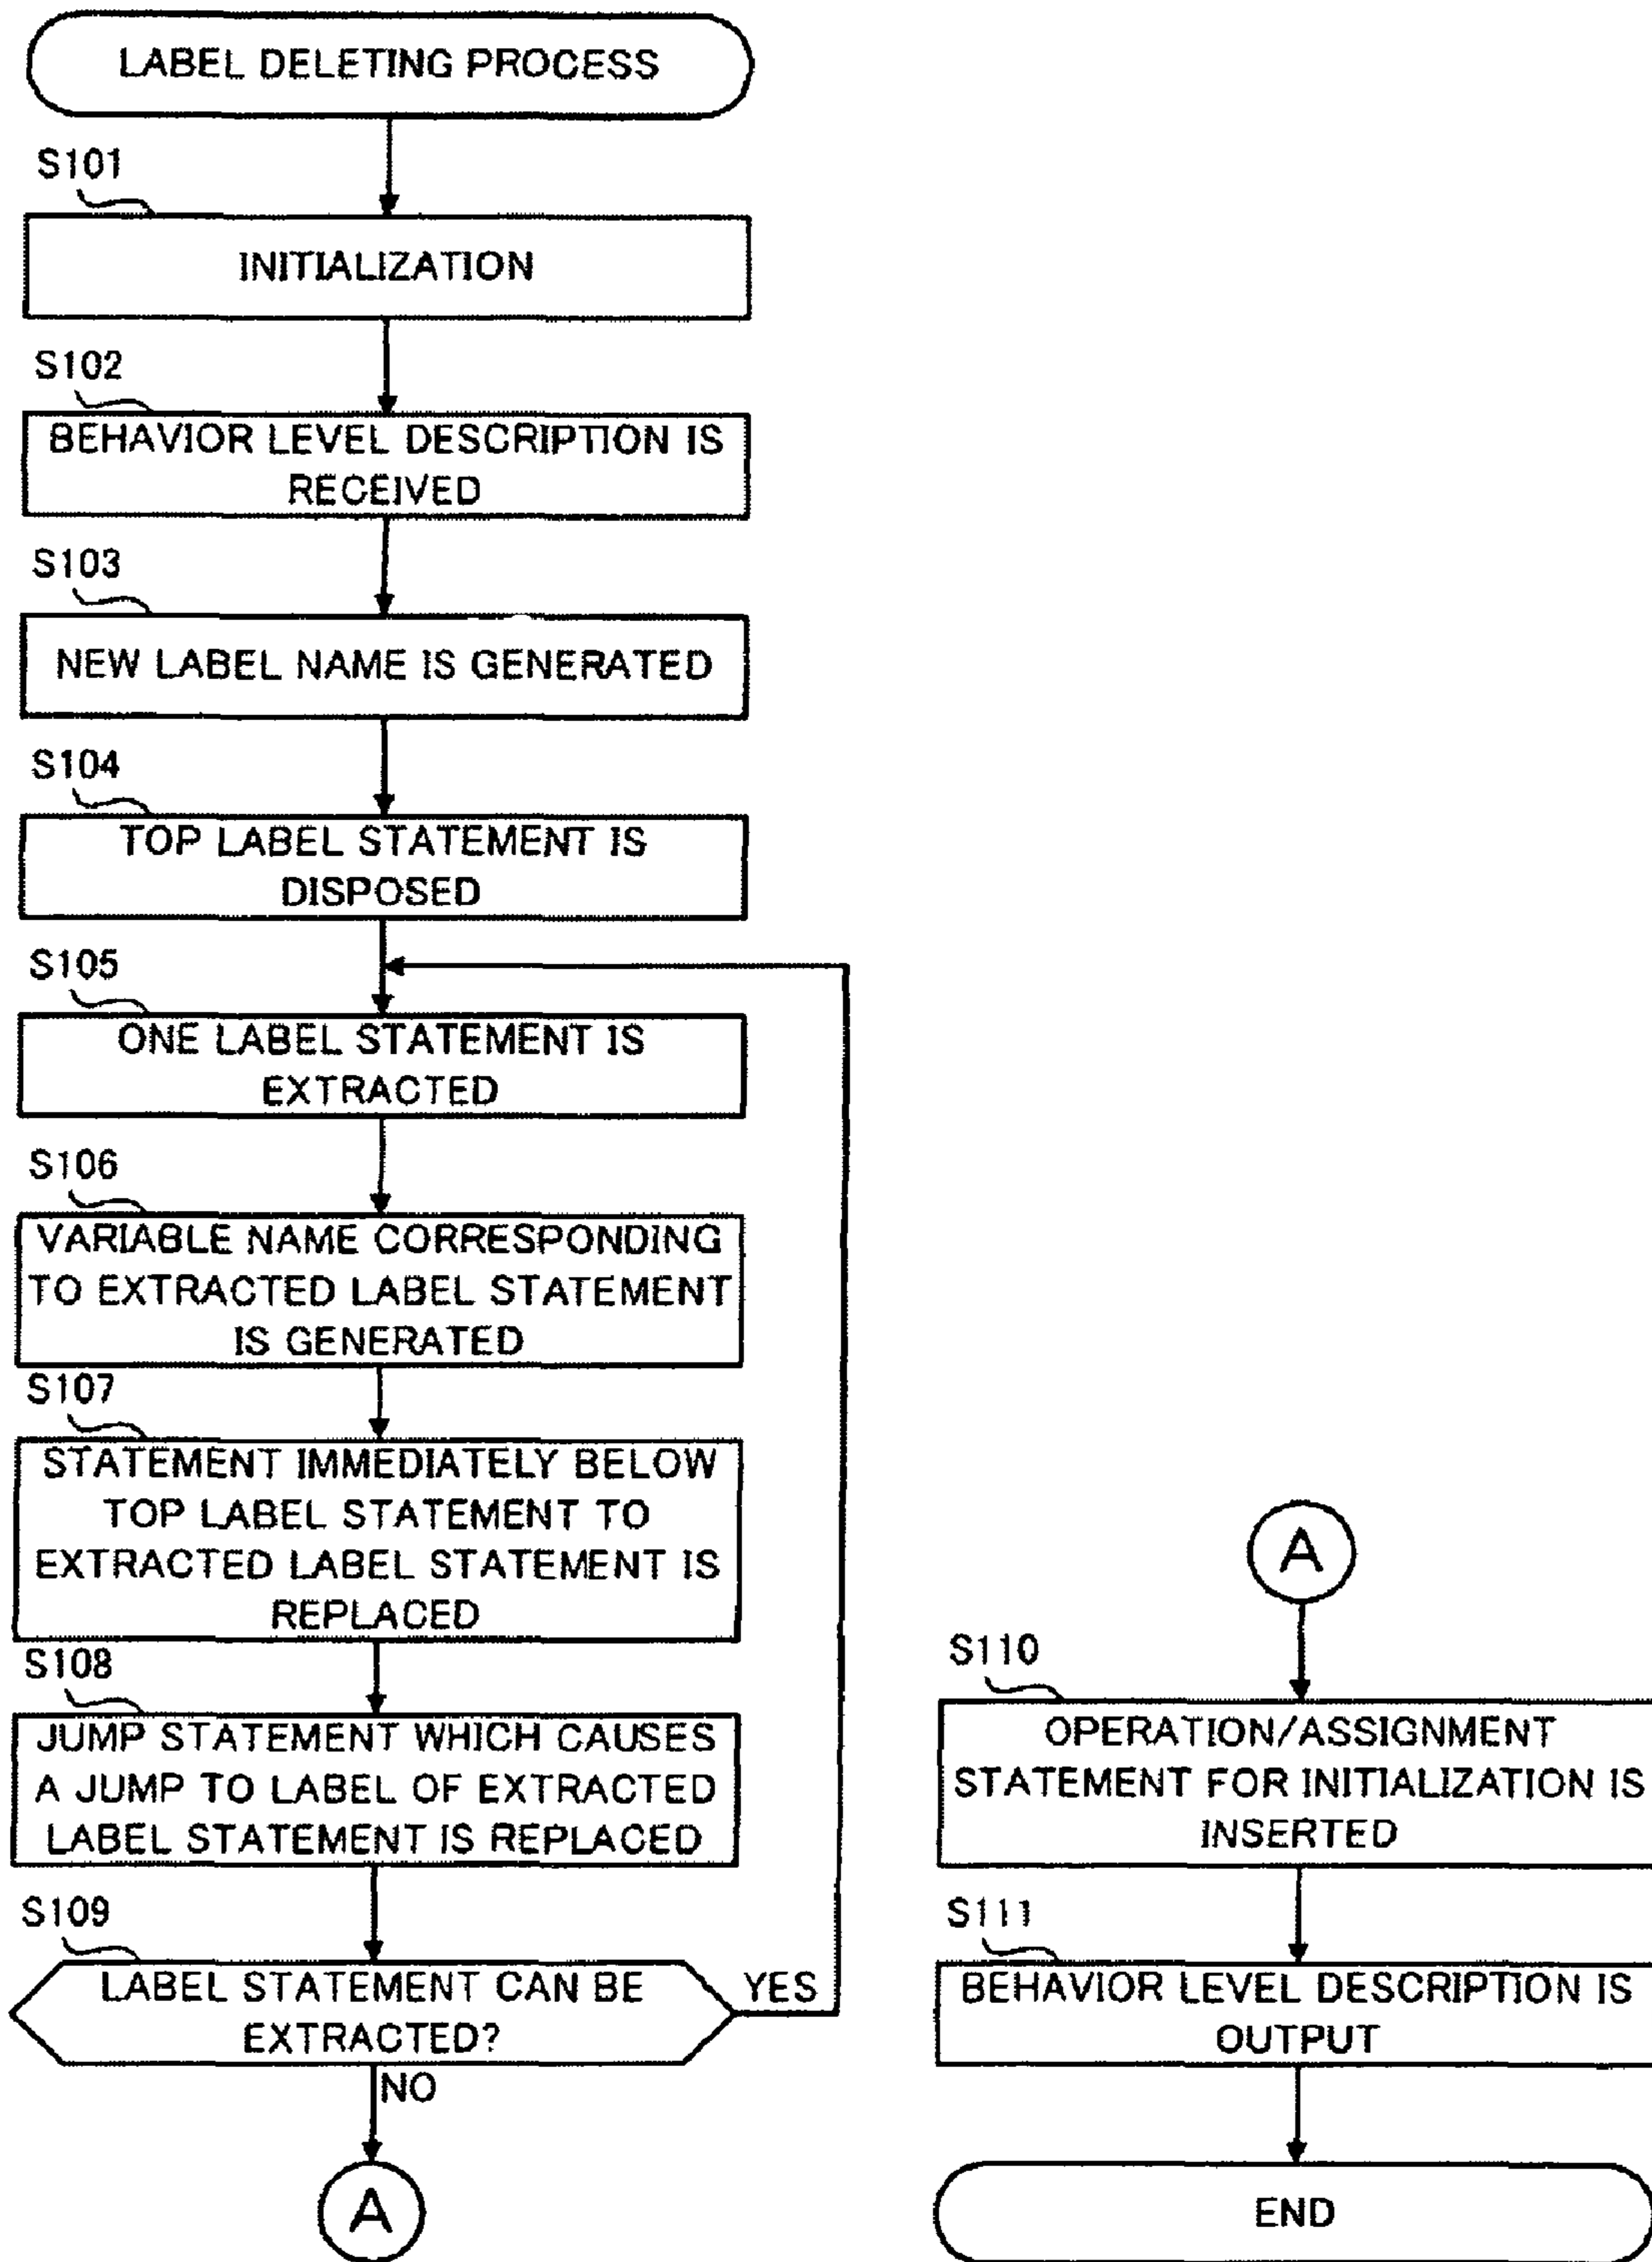 LABEL DELETING PROCESS
S101
INITIALIZATION
S102
BEHAVIOR LEVEL DESCRIPTION IS
RECEIVED
S103
NEW LABEL NAME IS GENERATED
S104
TOP LABEL STATEMENT IS
DISPOSED
S105
ONE LABEL STATEMENT IS
EXTRACTED
S106
VARIABLE NAME CORRESPONDING
TO EXTRACTED LABEL STATEMENT
IS GENERATED
S107
STATEMENT IMMEDIATELY BELOW
TOP LABEL STATEMENT TO
EXTRACTED LABEL STATEMENT IS
REPLACED
S108
JUMP STATEMENT WHICH CAUSES
A JUMP TO LABEL OF EXTRACTED
LABEL STATEMENT IS REPLACED
S109
LABEL STATEMENT CAN BE
EXTRACTED?
YES
NO
A
A
S110
OPERATION/ASSIGNMENT
STATEMENT FOR INITIALIZATION IS
INSERTED
S111
BEHAVIOR LEVEL DESCRIPTION IS
OUTPUT
END